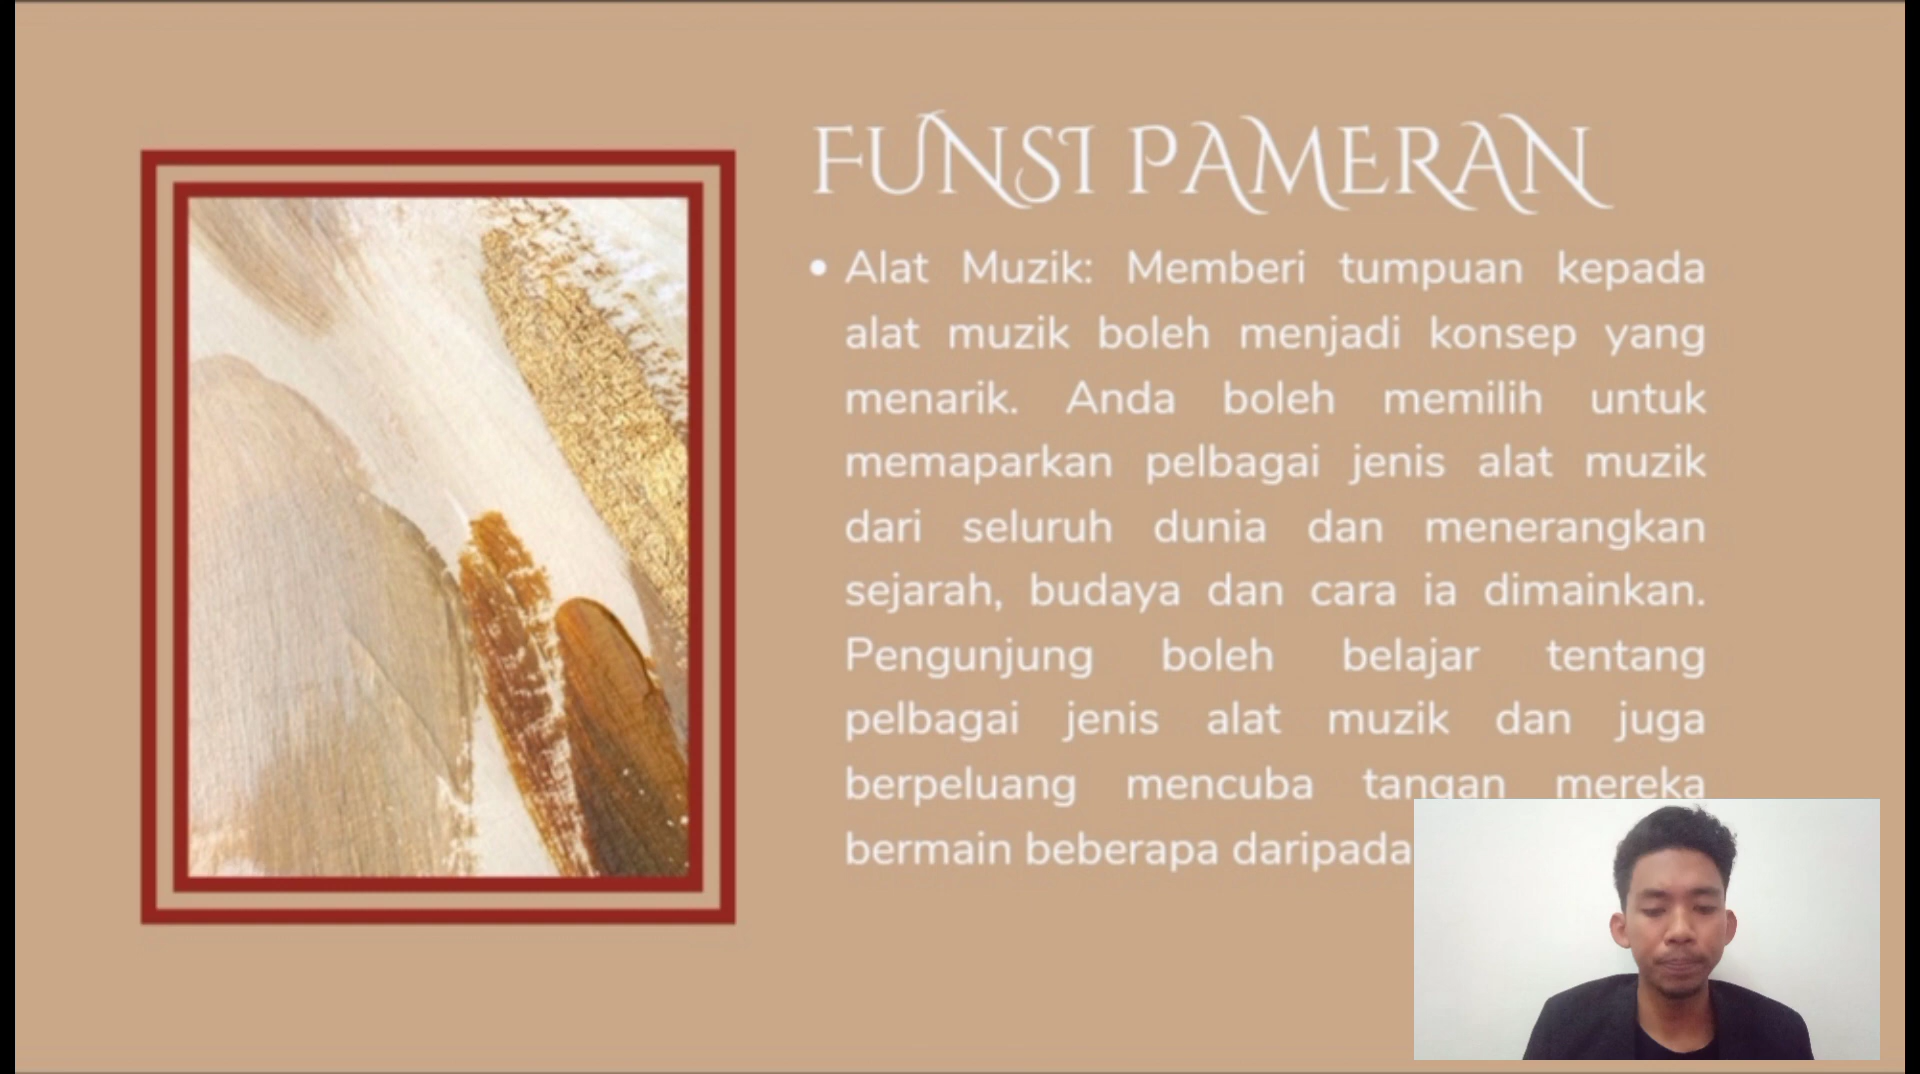 FUNSI PAMERAN
• Alat Muzik: Memberi tumpuan kepada
alat muzik boleh menjadi konsep yang
menarik. Anda boleh memilih untuk
memaparkan pelbagai jenis alat muzik
dari seluruh dunia dan menerangkan
sejarah, budaya dan cara ia dimainkan.
Pengunjung boleh belajar tentang
pelbagai jenis alat muzik dan juga
berpeluang mencuba tangan mereka
bermain beberapa daripada